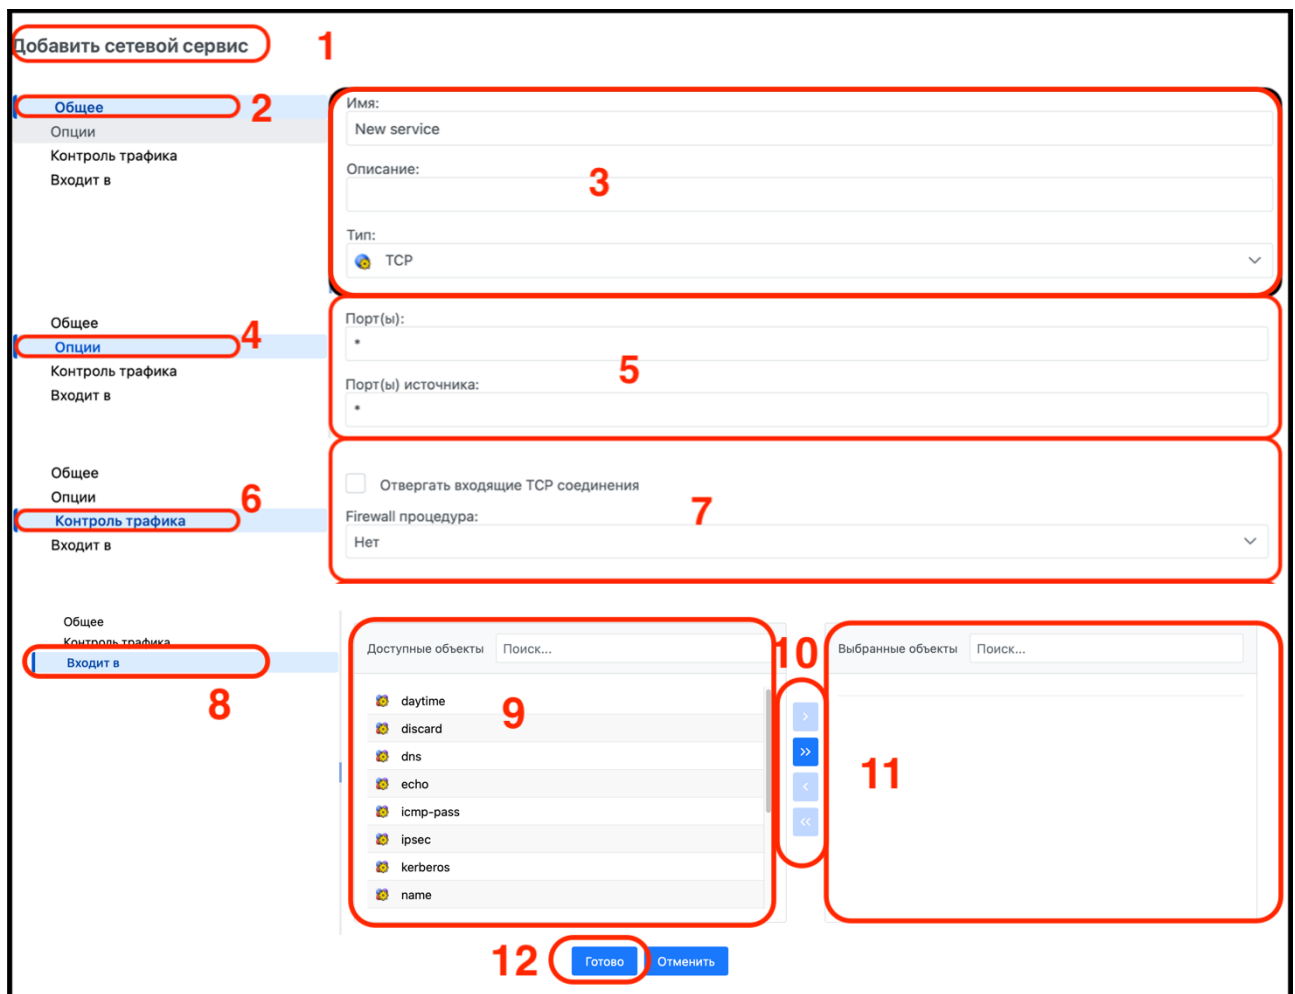 Добавить сетевой сервис
1
Общее
2
Опции
Контроль трафика
Входит в
Имя:
New service
Описание:
3
Тип:
TCP
Общее
4
Опции
Контроль трафика
Входит в
Порт(ы):
*
5
Порт(ы) источника:
*
Общее
Опции
6
Контроль трафика
Входит в
Отвергать входящие TCP соединения
7
Firewall процедура:
Нет
Общее
Контроль трафика
Входит в
8
Доступные объекты Поиск...
daytime
9
discard
dns
echo
icmp-pass
ipsec
kerberos
name
10
>
>>
<
<<
Выбранные объекты Поиск...
11
12
Готово Отменить